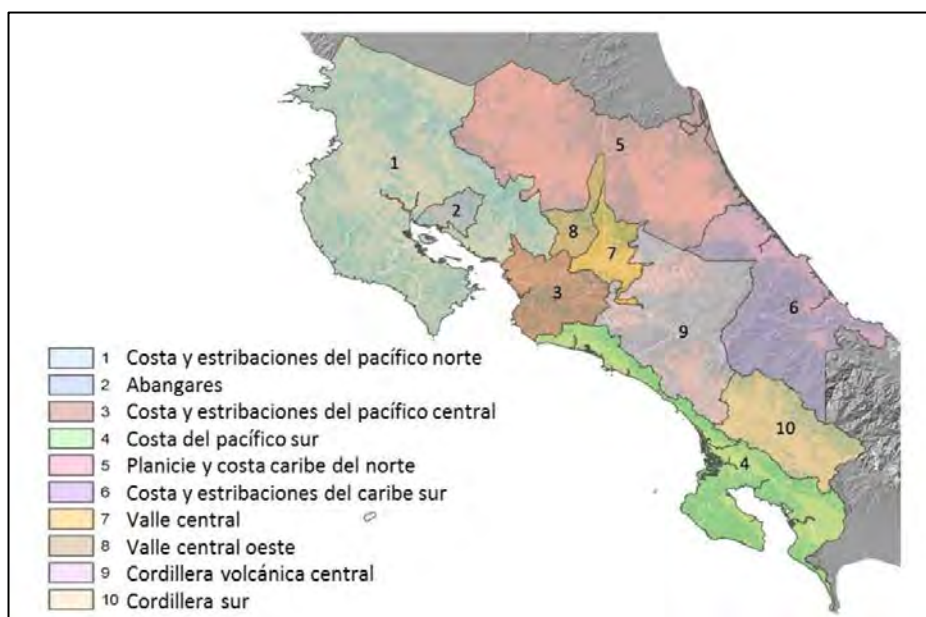 5
1
2
8
7
3
6
9
10
4
1 Costa y estribaciones del pacífico norte
2 Abangares
3 Costa y estribaciones del pacífico central
4 Costa del pacífico sur
5 Planicie y costa caribe del norte
6 Costa y estribaciones del caribe sur
7 Valle central
8 Valle central oeste
9 Cordillera volcánica central
10 Cordillera sur